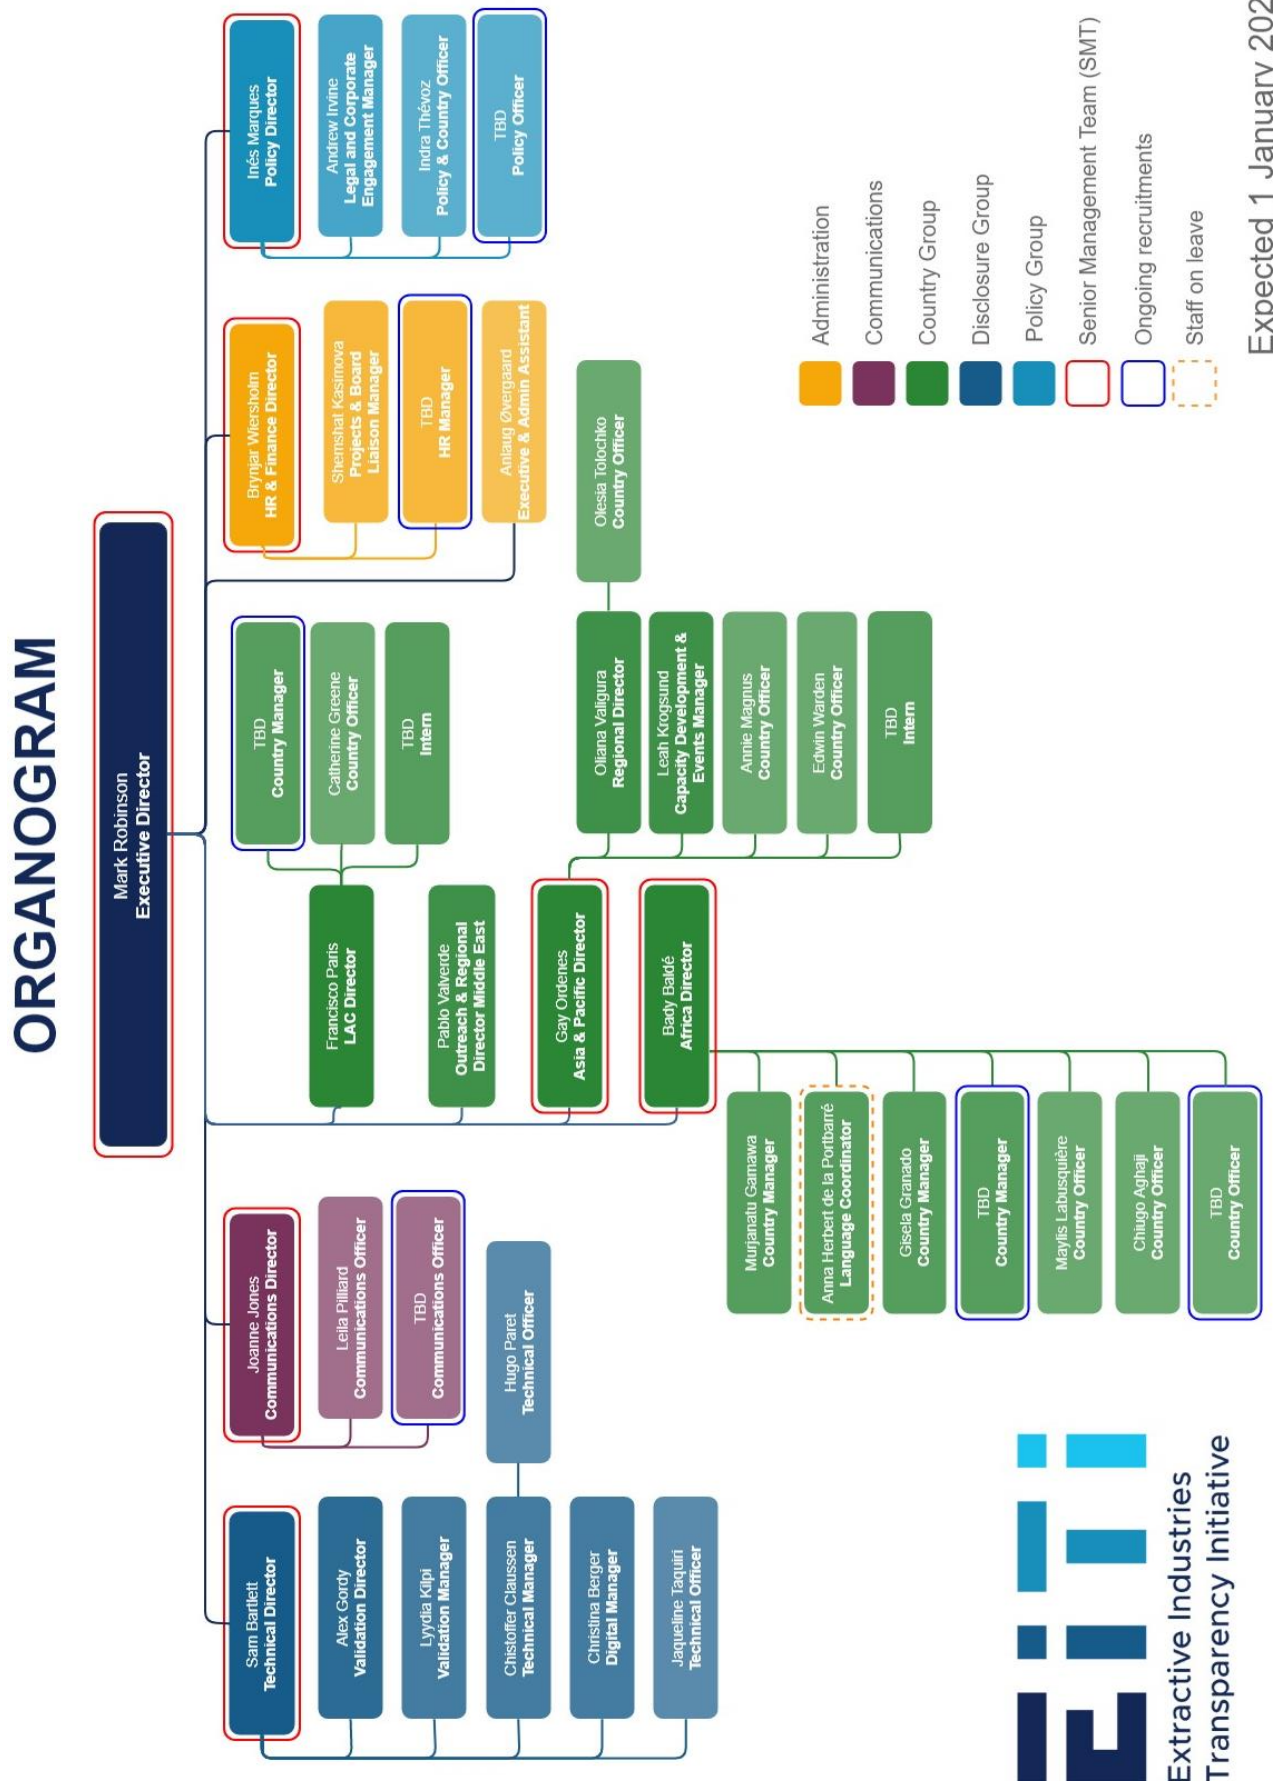 ORGANOGRAM
Mark Robinson
Executive Director
Sam Bartlett
Technical Director
Alex Gordy
Validation Director
Lyydia Kilpi
Validation Manager
Chistoffer Claussen
Technical Manager
Hugo Paret
Technical Officer
Christina Berger
Digital Manager
Jaqueline Taquiri
Technical Officer
Joanne Jones
Communications Director
Leila Pilliard
Communications Officer
TBD
Communications Officer
Francisco Paris
LAC Director
TBD
Country Manager
Catherine Greene
Country Officer
TBD
Intern
Pablo Valverde
Outreach & Regional
Director Middle East
Gay Ordenes
Asia & Pacific Director
Oliana Valigura
Regional Director
Olesia Tolochko
Country Officer
Leah Krogsund
Capacity Development &
Events Manager
Annie Magnus
Country Officer
Edwin Warden
Country Officer
TBD
Intern
Bady Baldé
Africa Director
Murjanatu Gamawa
Country Manager
Anna Herbert de la Portbarré
Language Coordinator
Gisela Granado
Country Manager
TBD
Country Manager
Maylis Labusquière
Country Officer
Chiugo Aghaji
Country Officer
TBD
Country Officer
Brynjar Wiersholm
HR & Finance Director
Shemshat Kasimova
Projects & Board
Liaison Manager
TBD
HR Manager
Anlaug Øvergaard
Executive & Admin Assistant
Inés Marques
Policy Director
Andrew Irvine
Legal and Corporate
Engagement Manager
Indra Thévoz
Policy & Country Officer
TBD
Policy Officer
Administration
Communications
Country Group
Disclosure Group
Policy Group
Senior Management Team (SMT)
Ongoing recruitments
Staff on leave
EITI
Extractive Industries
Transparency Initiative
Expected 1 January 202